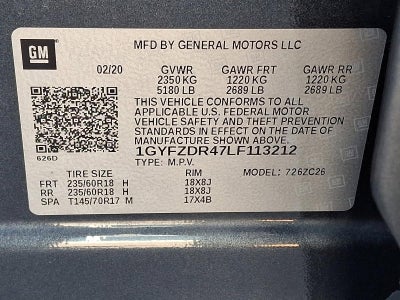 GM
MFD BY GENERAL MOTORS LLC
02/20 GVWR GAWR FRT GAWR RR
2350 KG 1220 KG 1220 KG
5180 LB 2689 LB 2689 LB
THIS VEHICLE CONFORMS TO ALL
APPLICABLE U.S. FEDERAL MOTOR
VEHICLE SAFETY AND THEFT PREVENTION
STANDARDS IN EFFECT ON THE DATE OF
MANUFACTURE SHOWN ABOVE.
626D 1GYFZDR47LF113212
TYPE: M.P.V. MODEL: 726ZC26
TIRE SIZE RIM
FRT 235/60R18 H 18X8J
RR 235/60R18 H 18X8J
SPA T145/70R17 M 17X4B